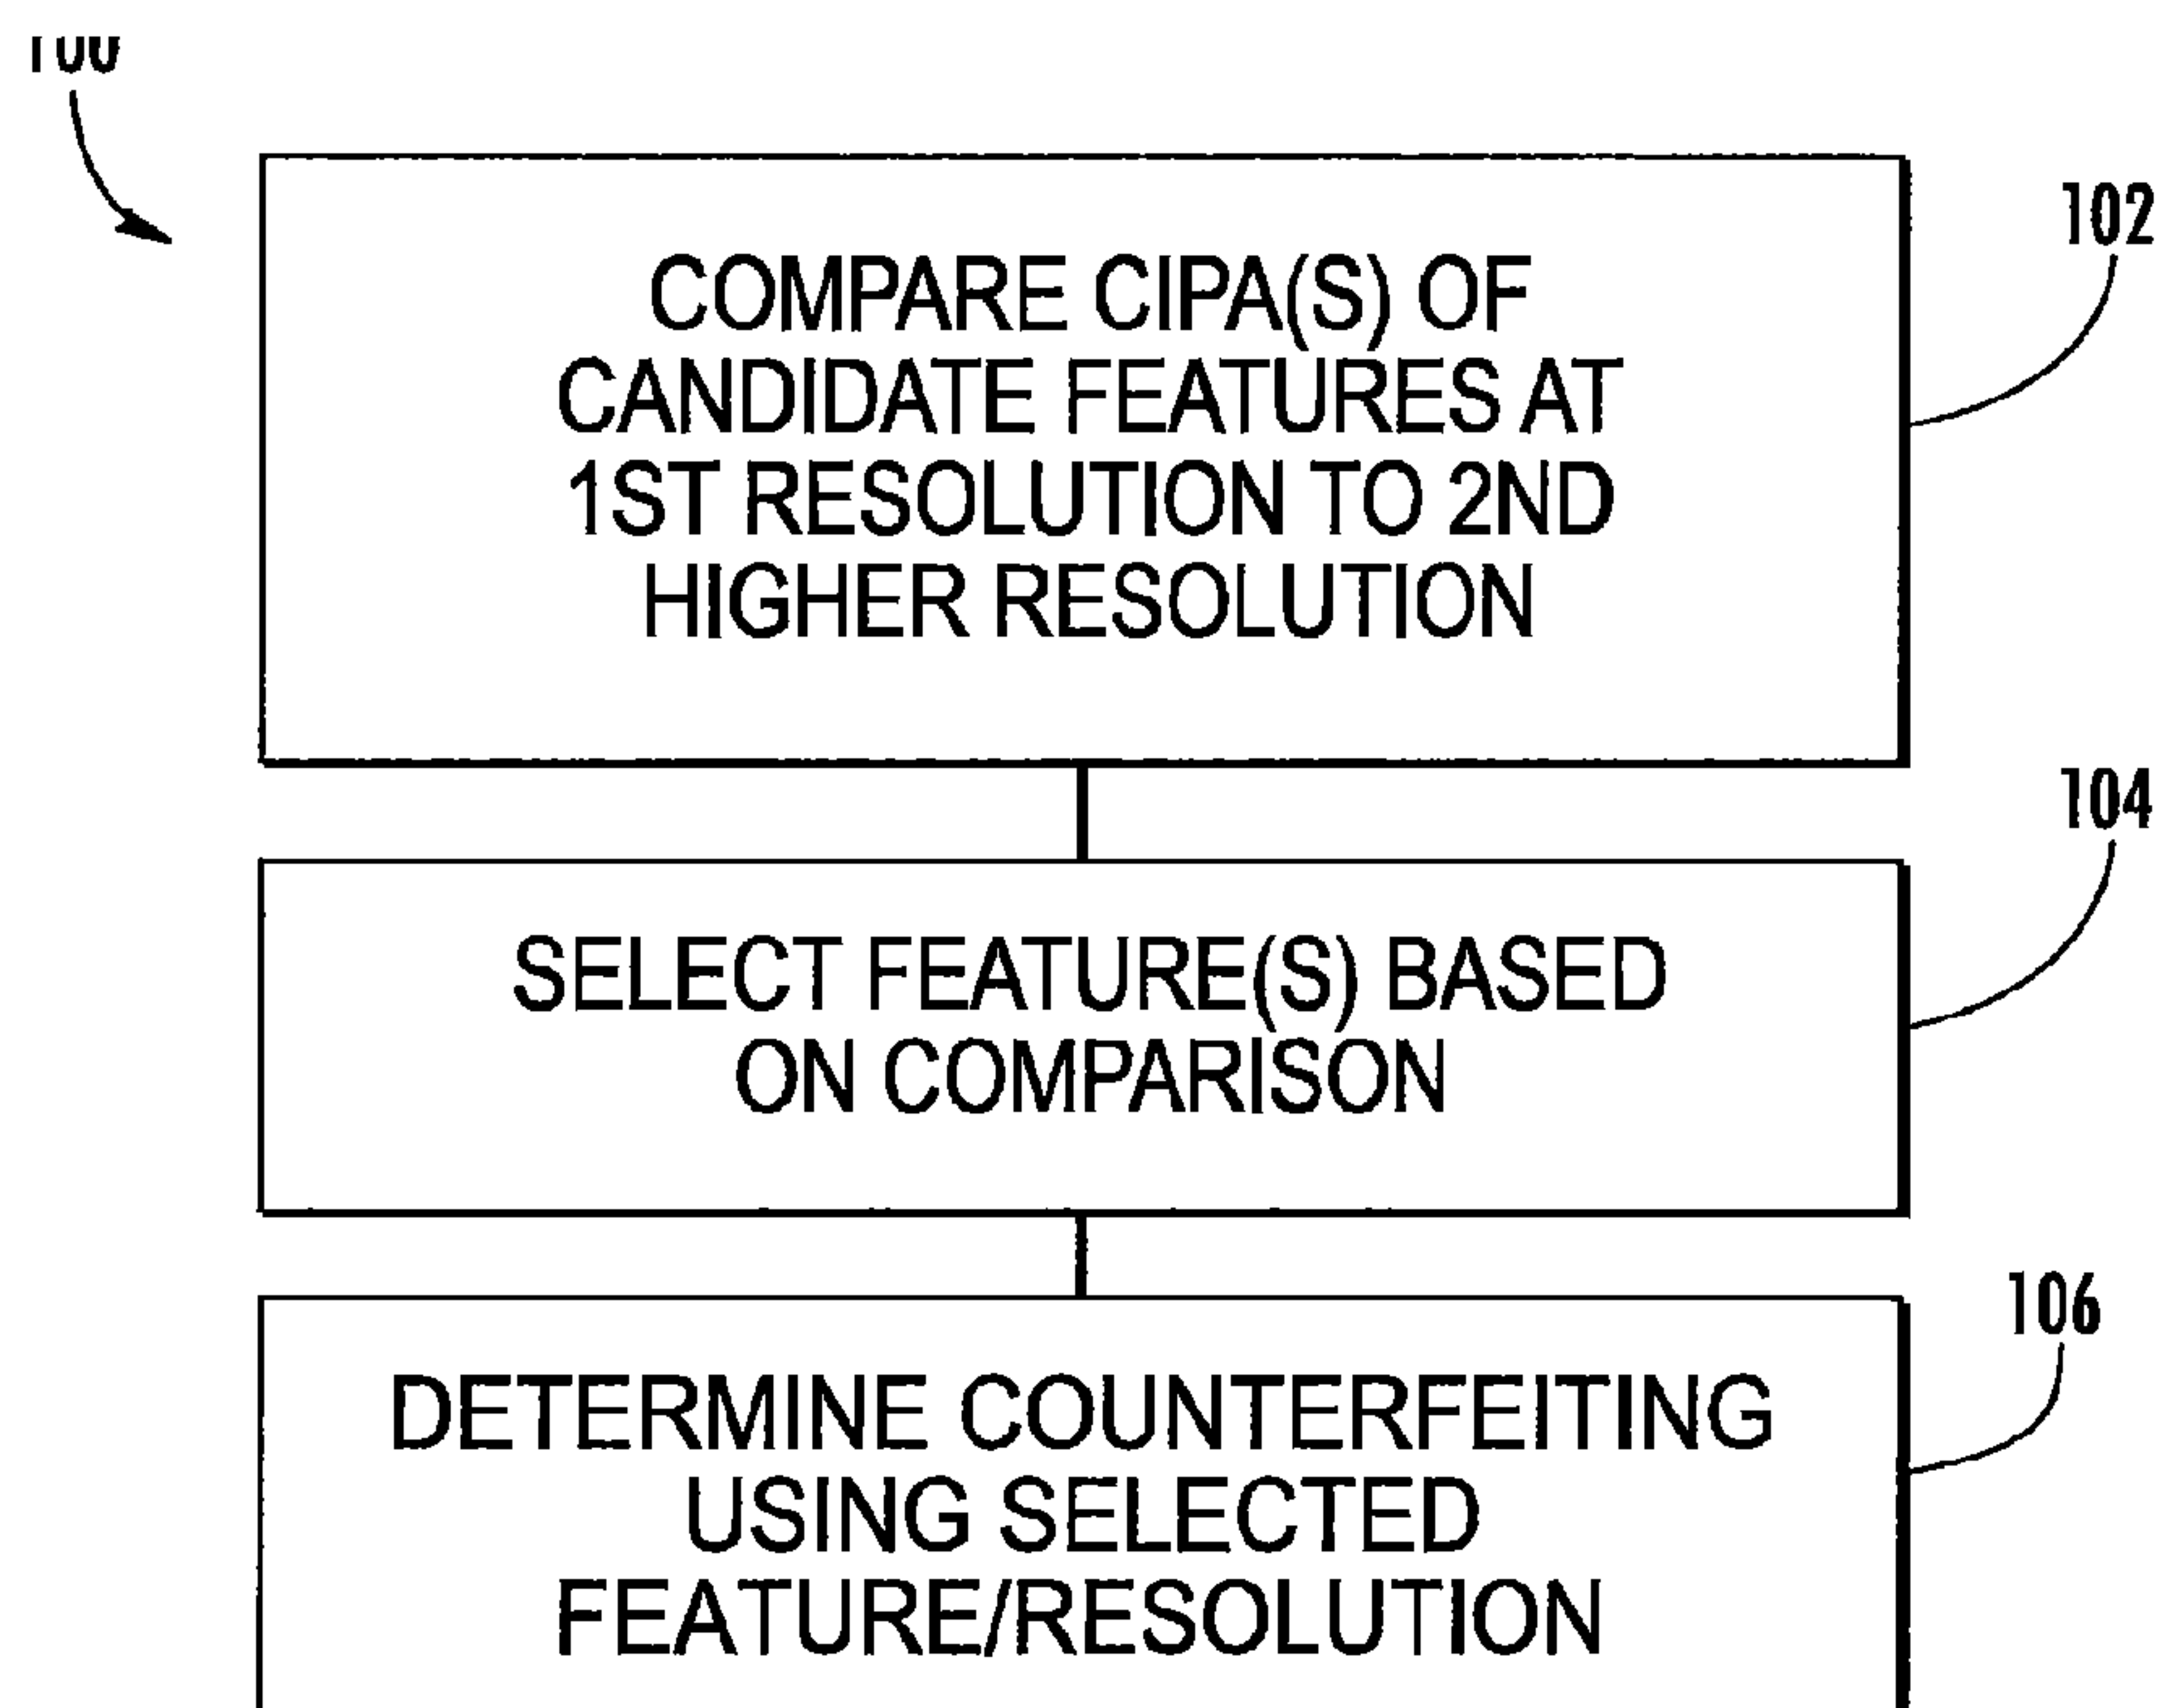 102
COMPARE CIPA(S) OF
CANDIDATE FEATURES AT
1ST RESOLUTION TO 2ND
HIGHER RESOLUTION
104
SELECT FEATURE(S) BASED
ON COMPARISON
106
DETERMINE COUNTERFEITING
USING SELECTED
FEATURE/RESOLUTION